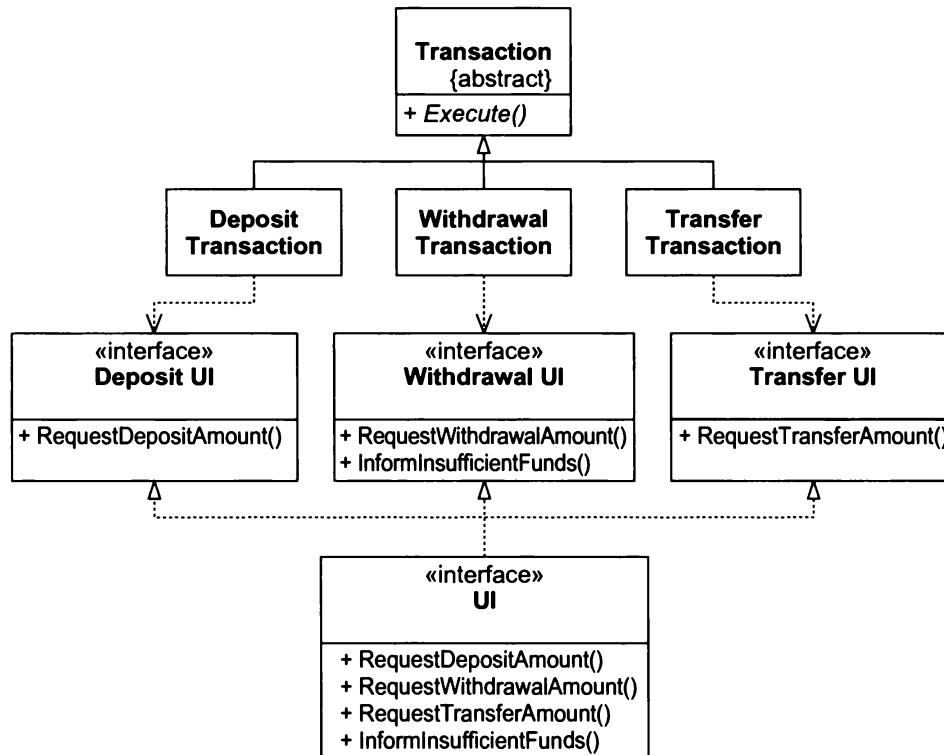 Transaction
{abstract}
+ Execute()
Deposit
Transaction
Withdrawal
Transaction
Transfer
Transaction
«interface»
Deposit UI
+ RequestDepositAmount()
«interface»
Withdrawal UI
+ RequestWithdrawalAmount()
+ InformInsufficientFunds()
«interface»
Transfer UI
+ RequestTransferAmount()
«interface»
UI
+ RequestDepositAmount()
+ RequestWithdrawalAmount()
+ RequestTransferAmount()
+ InformInsufficientFunds()